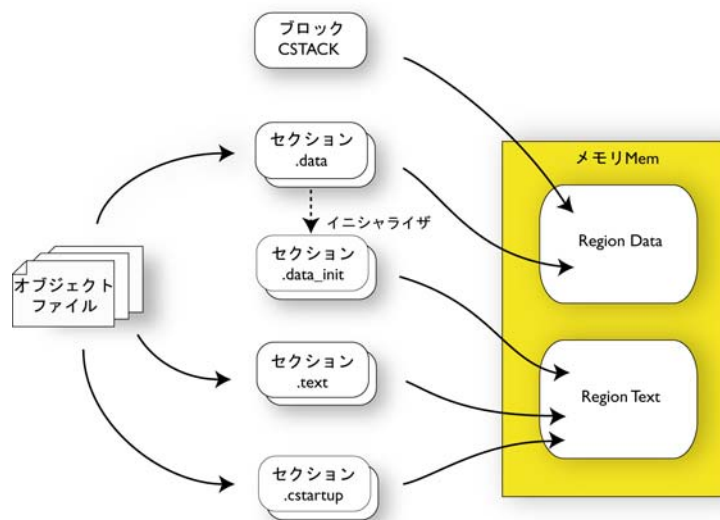 ブロック
CSTACK
セクション
.data
メモリMem
イニシャライザ
Region Data
セクション
.data_init
オブジェクト
ファイル
セクション
.text
Region Text
セクション
.cstartup